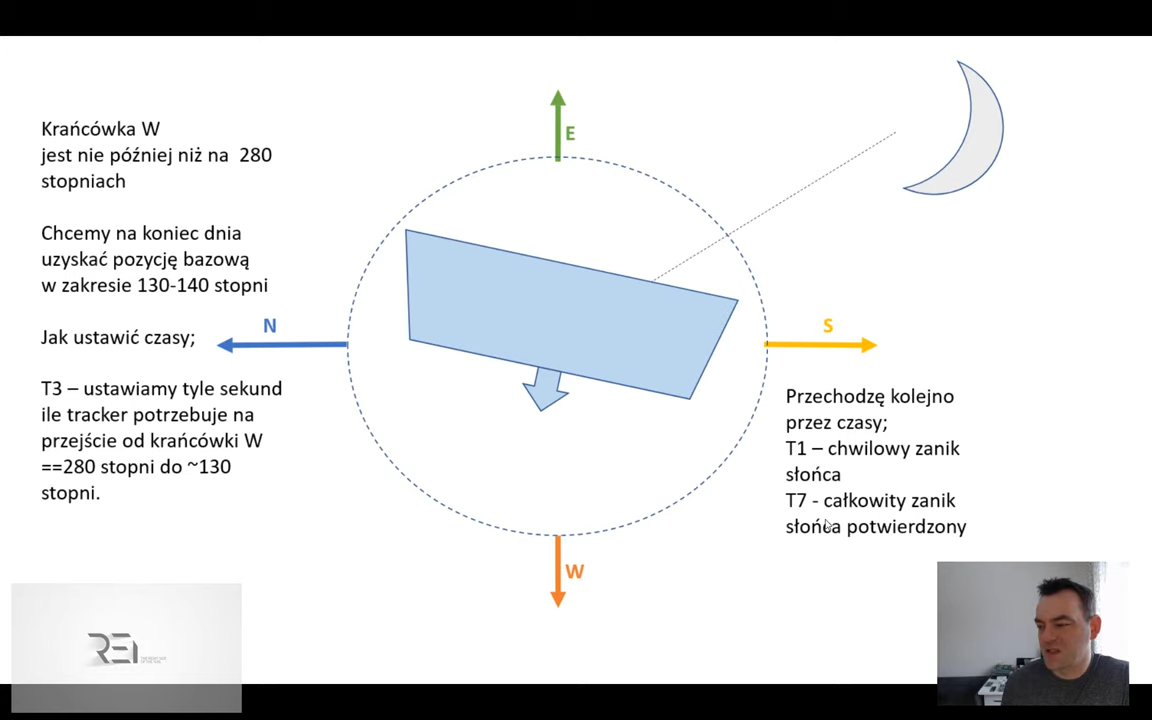 Krańcówka W
jest nie później niż na 280
stopniach
Chcemy na koniec dnia
uzyskać pozycję bazową
w zakresie 130-140 stopni
Jak ustawić czasy;
T3 – ustawiamy tyle sekund
ile tracker potrzebuje na
przejście od krańcówki W
==280 stopni do ~130
stopni.
E
N
S
W
Przechodzę kolejno
przez czasy;
T1 – chwilowy zanik
słońca
T7 - całkowity zanik
słońca potwierdzony
REI